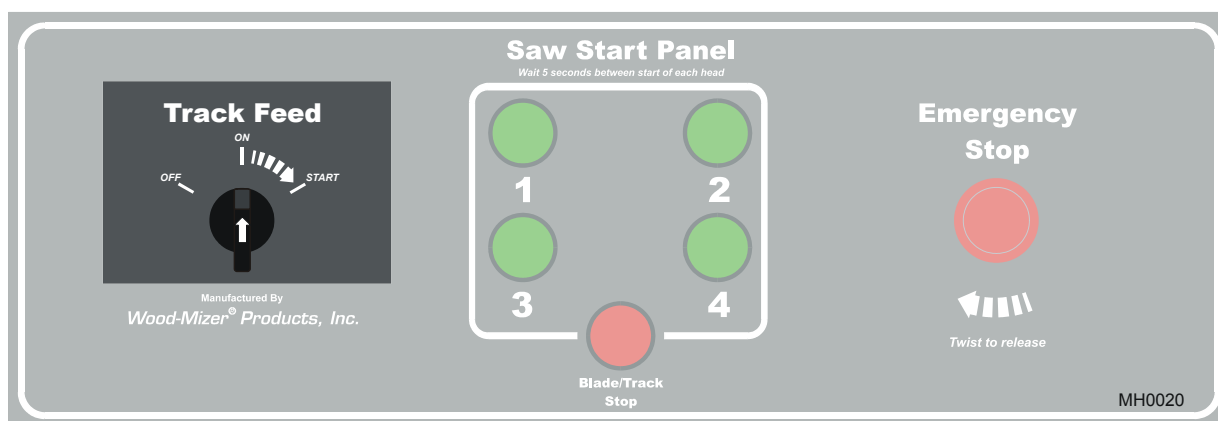 Saw Start Panel
Wait 5 seconds between start of each head
Track Feed
ON
OFF
START
Manufactured By
Wood-Mizer® Products, Inc.
1
2
3
4
Blade/Track
Stop
Emergency
Stop
Twist to release
MH0020